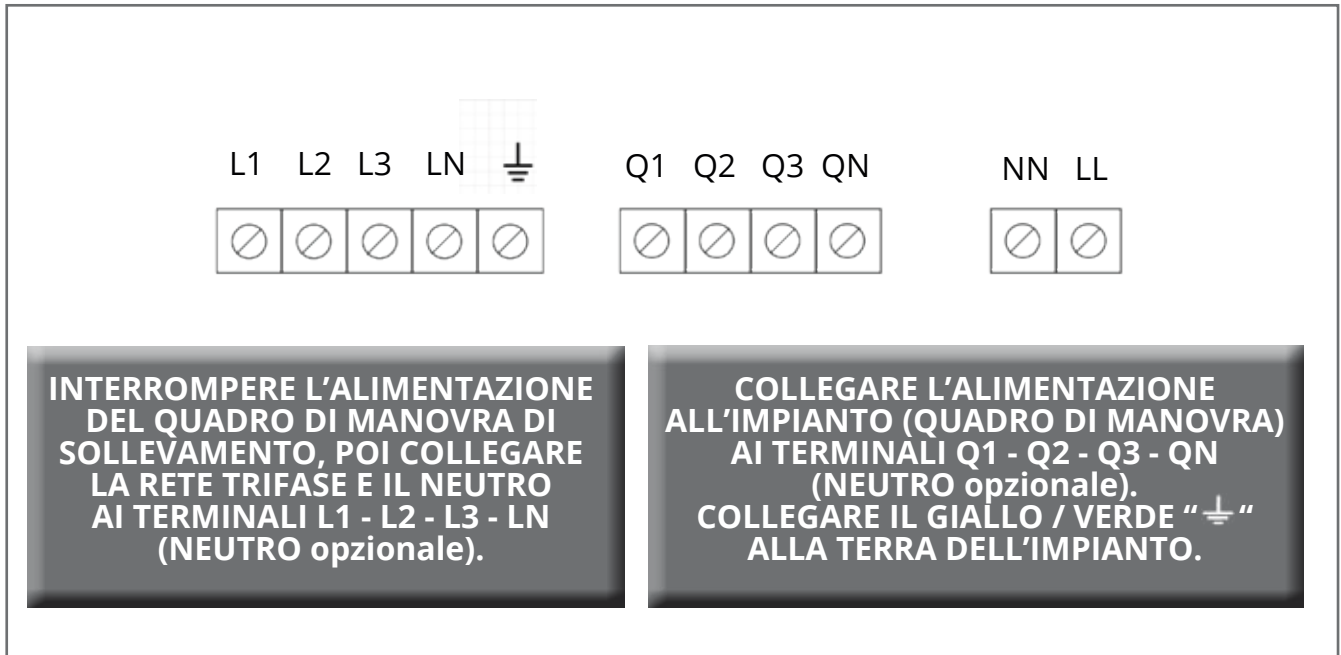 L1 L2 L3 LN ⏚ Q1 Q2 Q3 QN NN LL
INTERROMPERE L’ALIMENTAZIONE
DEL QUADRO DI MANOVRA DI
SOLLEVAMENTO, POI COLLEGARE
LA RETE TRIFASE E IL NEUTRO
AI TERMINALI L1 - L2 - L3 - LN
(NEUTRO opzionale).
COLLEGARE L’ALIMENTAZIONE
ALL’IMPIANTO (QUADRO DI MANOVRA)
AI TERMINALI Q1 - Q2 - Q3 - QN
(NEUTRO opzionale).
COLLEGARE IL GIALLO / VERDE “ ⏚ “
ALLA TERRA DELL’IMPIANTO.